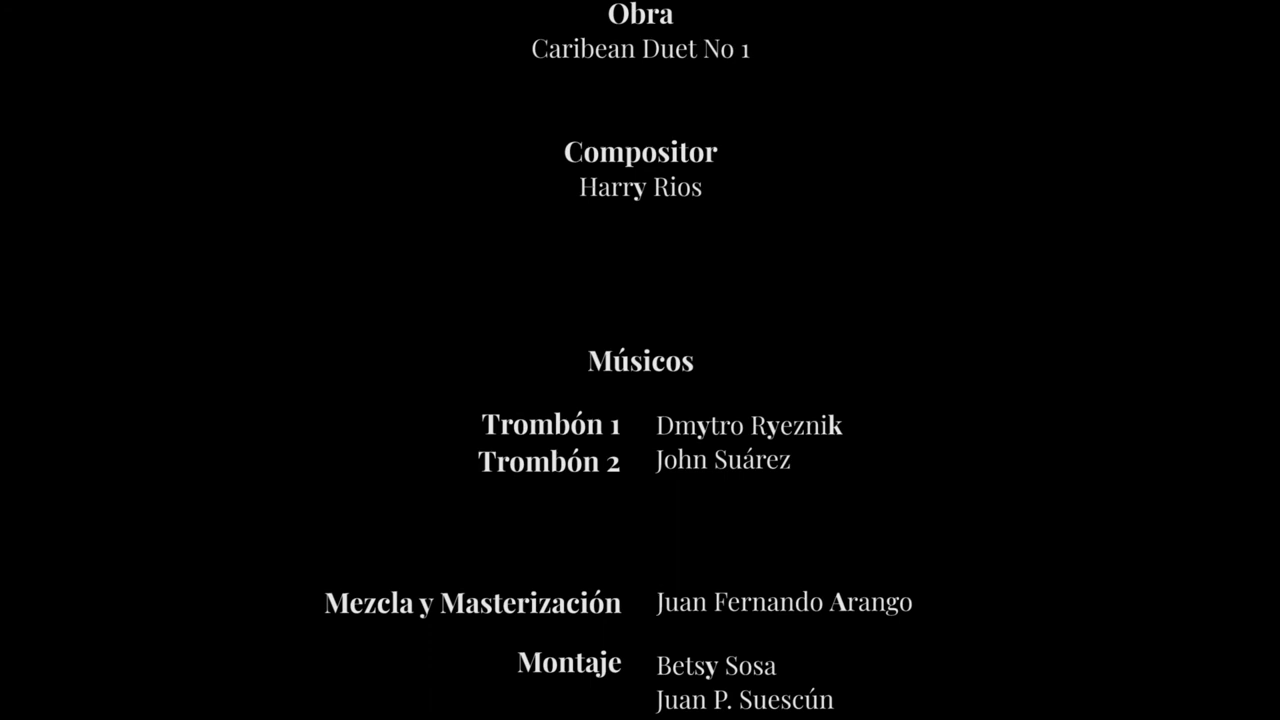 Obra
Caribean Duet No 1
Compositor
Harry Rios
Músicos
Trombón 1 Dmytro Ryeznik
Trombón 2 John Suárez
Mezcla y Masterización Juan Fernando Arango
Montaje Betsy Sosa
Juan P. Suescún